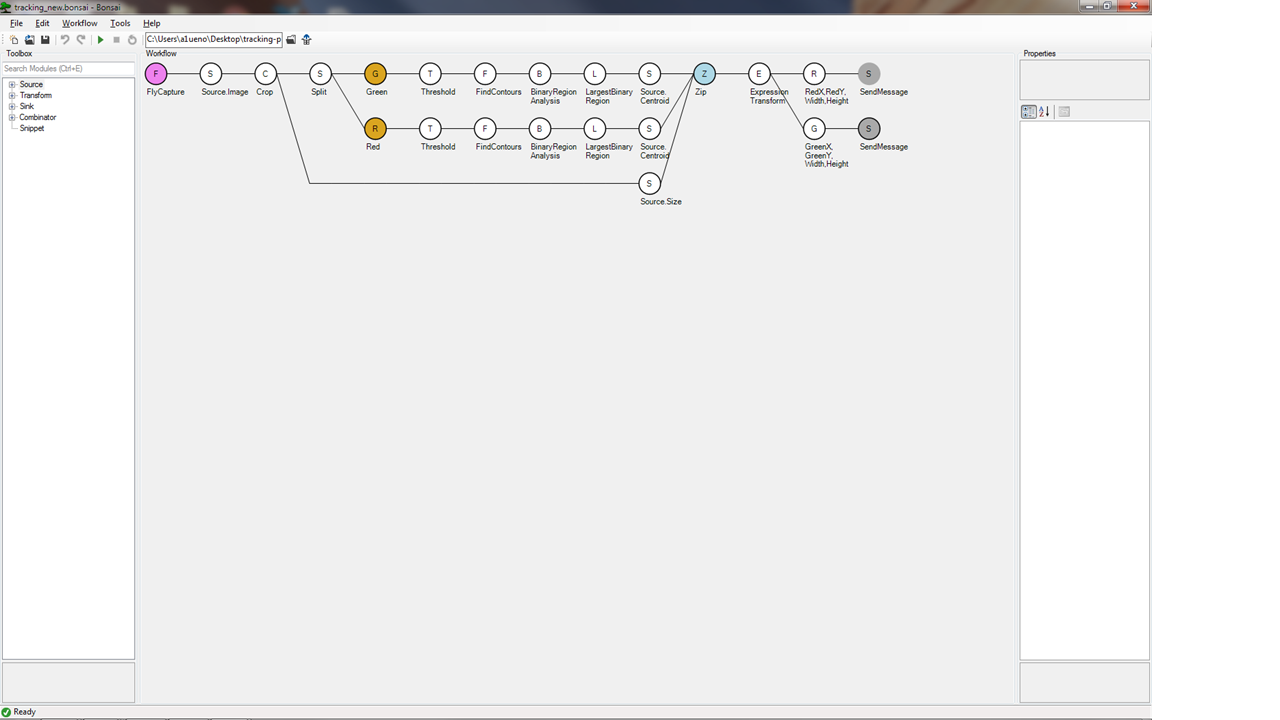 tracking_new.bonsai - Bonsai
File Edit Workflow Tools Help
C:\Users\a1ueno\Desktop\tracking-p
Toolbox
Workflow
Properties
Search Modules (Ctrl+E)
Source
Transform
Sink
Combinator
Snippet
F S C S G T F B L S Z E R S
FlyCapture Source.Image Crop Split Green Threshold FindContours BinaryRegion LargestBinary Source. Zip Expression RedX,RedY, SendMessage
Analysis Region Centroid Transform Width,Height
R T F B L S G S
Red Threshold FindContours BinaryRegion LargestBinary Source. GreenX, SendMessage
Analysis Region Centroid GreenY,
Width,Height
S
Source.Size
A Z
Ready